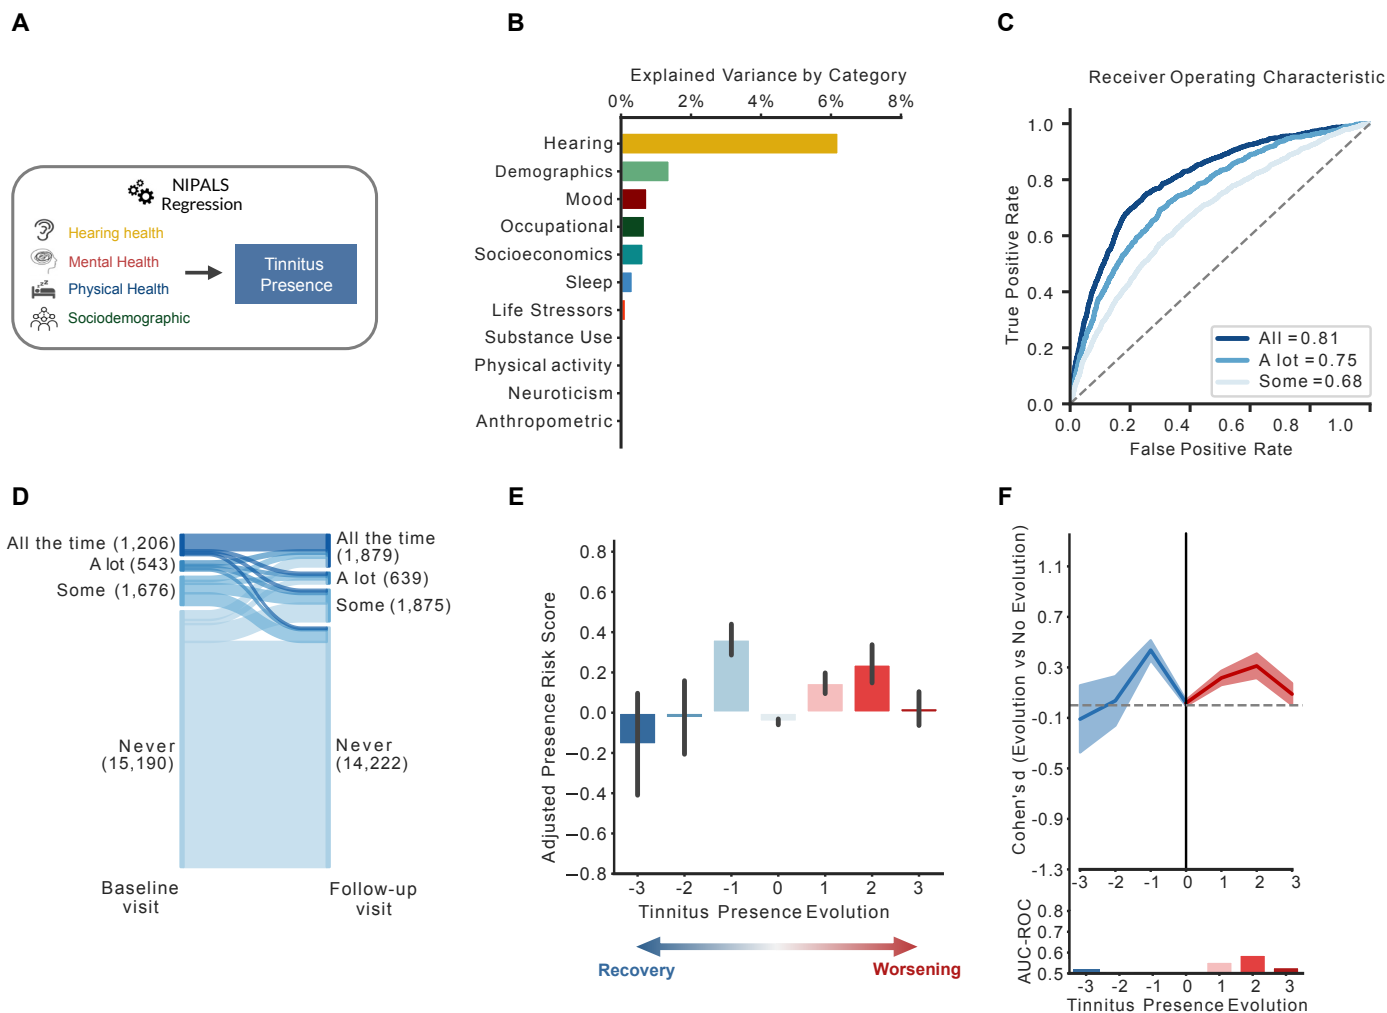 A
NIPALS
Regression
Hearing health
Mental Health
Physical Health
Sociodemographic
Tinnitus
Presence
B
Explained Variance by Category
0%
2%
4%
6%
8%
Hearing
Demographics
Mood
Occupational
Socioeconomics
Sleep
Life Stressors
Substance Use
Physical activity
Neuroticism
Anthropometric
C
Receiver Operating Characteristic
True Positive Rate
1.0
0.8
0.6
0.4
0.2
0.0
All =0.81
A lot =0.75
Some =0.68
0.0
0.2
0.4
0.6
0.8
1.0
False Positive Rate
D
All the time (1,206)
A lot (543)
Some (1,676)
Never
(15,190)
All the time
(1,879)
A lot (639)
Some (1,875)
Never
(14,222)
Baseline
visit
Follow-up
visit
E
Adjusted Presence Risk Score
0.8
0.6
0.4
0.2
0.0
−0.2
−0.4
−0.6
−0.8
-3
-2
-1
0
1
2
3
Tinnitus Presence Evolution
Recovery
Worsening
F
Cohen's d (Evolution vs No Evolution)
1.1
0.7
0.3
-0.1
-0.5
-0.9
-1.3
-3
-2
-1
0
1
2
3
AUC-ROC
0.8
0.7
0.6
0.5
-3
-2
-1
0
1
2
3
Tinnitus Presence Evolution